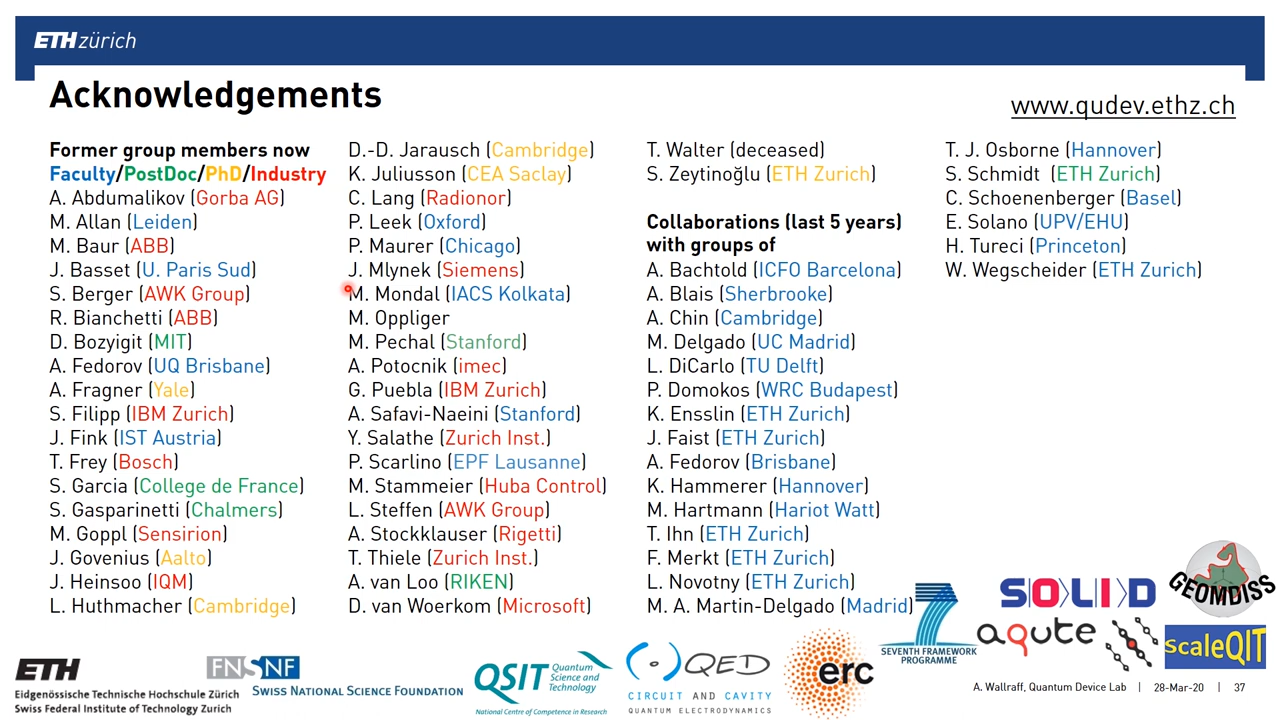 ETH zürich
Acknowledgements
www.qudev.ethz.ch
Former group members now
Faculty/PostDoc/PhD/Industry
A. Abdumalikov (Gorba AG)
M. Allan (Leiden)
M. Baur (ABB)
J. Basset (U. Paris Sud)
S. Berger (AWK Group)
R. Bianchetti (ABB)
D. Bozyigit (MIT)
A. Fedorov (UQ Brisbane)
A. Fragner (Yale)
S. Filipp (IBM Zurich)
J. Fink (IST Austria)
T. Frey (Bosch)
S. Garcia (College de France)
S. Gasparinetti (Chalmers)
M. Goppl (Sensirion)
J. Govenius (Aalto)
J. Heinsoo (IQM)
L. Huthmacher (Cambridge)
D.-D. Jarausch (Cambridge)
K. Juliusson (CEA Saclay)
C. Lang (Radionor)
P. Leek (Oxford)
P. Maurer (Chicago)
J. Mlynek (Siemens)
M. Mondal (IACS Kolkata)
M. Oppliger
M. Pechal (Stanford)
A. Potocnik (imec)
G. Puebla (IBM Zurich)
A. Safavi-Naeini (Stanford)
Y. Salathe (Zurich Inst.)
P. Scarlino (EPF Lausanne)
M. Stammeier (Huba Control)
L. Steffen (AWK Group)
A. Stockklauser (Rigetti)
T. Thiele (Zurich Inst.)
A. van Loo (RIKEN)
D. van Woerkom (Microsoft)
T. Walter (deceased)
S. Zeytinoğlu (ETH Zurich)
Collaborations (last 5 years)
with groups of
A. Bachtold (ICFO Barcelona)
A. Blais (Sherbrooke)
A. Chin (Cambridge)
M. Delgado (UC Madrid)
L. DiCarlo (TU Delft)
P. Domokos (WRC Budapest)
K. Ensslin (ETH Zurich)
J. Faist (ETH Zurich)
A. Fedorov (Brisbane)
K. Hammerer (Hannover)
M. Hartmann (Hariot Watt)
T. Ihn (ETH Zurich)
F. Merkt (ETH Zurich)
L. Novotny (ETH Zurich)
M. A. Martin-Delgado (Madrid)
T. J. Osborne (Hannover)
S. Schmidt (ETH Zurich)
C. Schoenenberger (Basel)
E. Solano (UPV/EHU)
H. Tureci (Princeton)
W. Wegscheider (ETH Zurich)
ETH
Eidgenössische Technische Hochschule Zürich
Swiss Federal Institute of Technology Zurich
FNSNF
SWISS NATIONAL SCIENCE FOUNDATION
QSIT Quantum
Science and
Technology
National Centre of Competence in Research
QED
CIRCUIT AND CAVITY
QUANTUM ELECTRODYNAMICS
erc
7
SEVENTH FRAMEWORK
PROGRAMME
SOLID
GEOMDISS
aqute
scaleQIT
A. Wallraff, Quantum Device Lab | 28-Mar-20 | 37